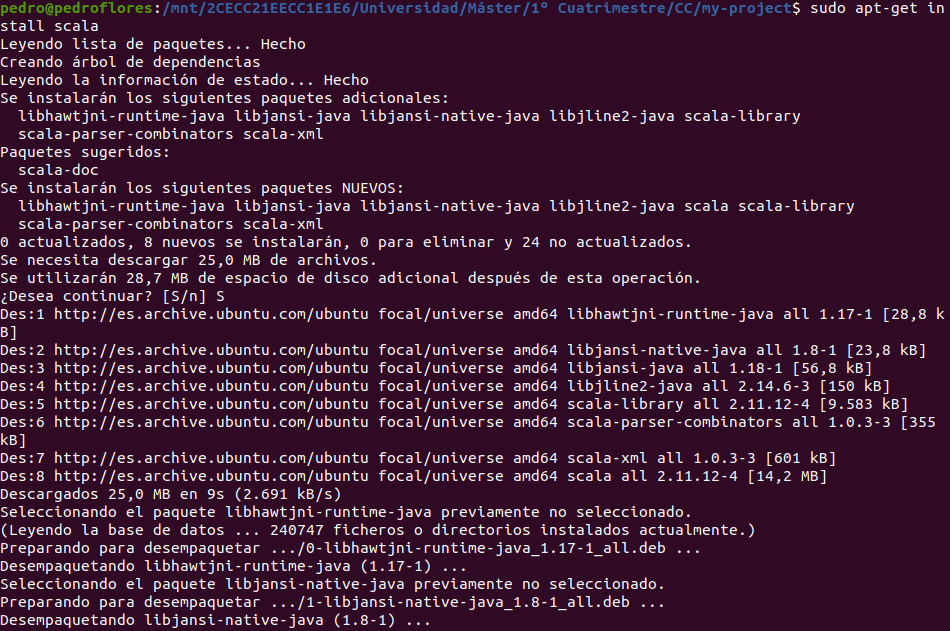 pedro@pedroflores:/mnt/2CECC21EECC1E1E6/Universidad/Máster/1º Cuatrimestre/CC/my-project$ sudo apt-get in
stall scala
Leyendo lista de paquetes... Hecho
Creando árbol de dependencias
Leyendo la información de estado... Hecho
Se instalarán los siguientes paquetes adicionales:
  libhawtjni-runtime-java libjansi-java libjansi-native-java libjline2-java scala-library
  scala-parser-combinators scala-xml
Paquetes sugeridos:
  scala-doc
Se instalarán los siguientes paquetes NUEVOS:
  libhawtjni-runtime-java libjansi-java libjansi-native-java libjline2-java scala scala-library
  scala-parser-combinators scala-xml
0 actualizados, 8 nuevos se instalarán, 0 para eliminar y 24 no actualizados.
Se necesita descargar 25,0 MB de archivos.
Se utilizarán 28,7 MB de espacio de disco adicional después de esta operación.
¿Desea continuar? [S/n] S
Des:1 http://es.archive.ubuntu.com/ubuntu focal/universe amd64 libhawtjni-runtime-java all 1.17-1 [28,8 k
B]
Des:2 http://es.archive.ubuntu.com/ubuntu focal/universe amd64 libjansi-native-java all 1.8-1 [23,8 kB]
Des:3 http://es.archive.ubuntu.com/ubuntu focal/universe amd64 libjansi-java all 1.18-1 [56,8 kB]
Des:4 http://es.archive.ubuntu.com/ubuntu focal/universe amd64 libjline2-java all 2.14.6-3 [150 kB]
Des:5 http://es.archive.ubuntu.com/ubuntu focal/universe amd64 scala-library all 2.11.12-4 [9.583 kB]
Des:6 http://es.archive.ubuntu.com/ubuntu focal/universe amd64 scala-parser-combinators all 1.0.3-3 [355
kB]
Des:7 http://es.archive.ubuntu.com/ubuntu focal/universe amd64 scala-xml all 1.0.3-3 [601 kB]
Des:8 http://es.archive.ubuntu.com/ubuntu focal/universe amd64 scala all 2.11.12-4 [14,2 MB]
Descargados 25,0 MB en 9s (2.691 kB/s)
Seleccionando el paquete libhawtjni-runtime-java previamente no seleccionado.
(Leyendo la base de datos ... 240747 ficheros o directorios instalados actualmente.)
Preparando para desempaquetar .../0-libhawtjni-runtime-java_1.17-1_all.deb ...
Desempaquetando libhawtjni-runtime-java (1.17-1) ...
Seleccionando el paquete libjansi-native-java previamente no seleccionado.
Preparando para desempaquetar .../1-libjansi-native-java_1.8-1_all.deb ...
Desempaquetando libjansi-native-java (1.8-1) ...